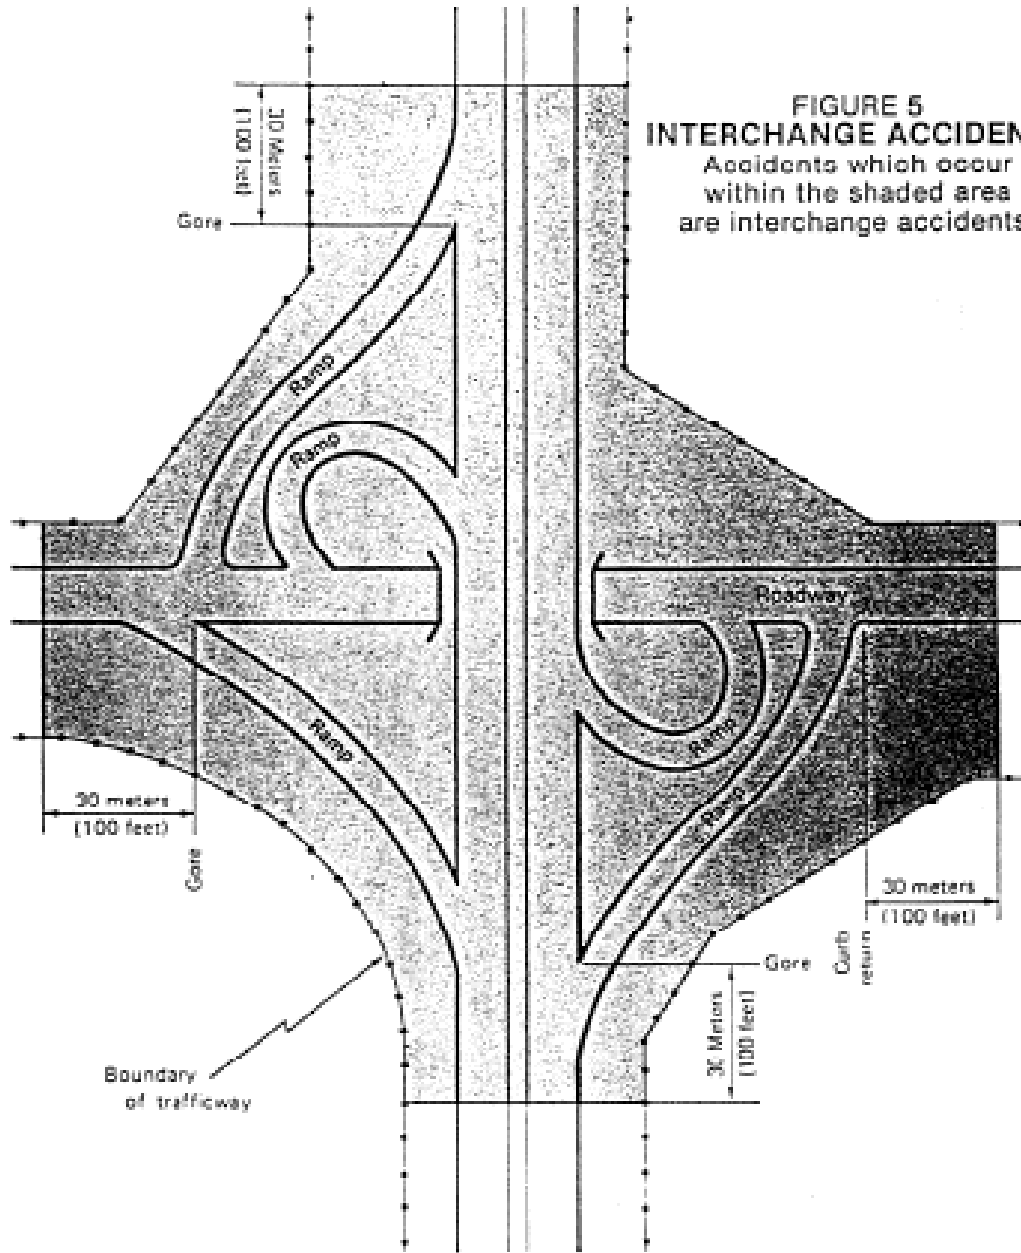 FIGURE 5
INTERCHANGE ACCIDEN
Accidents which occur
within the shaded area
are interchange accidents
30 Meters
(100 feet)
Gore
Ramp
Ramp
Roadway
Ramp
Ramp
Ramp
30 meters
(100 feet)
Gore
30 meters
(100 feet)
Curb
return
Gore
30 Meters
(100 feet)
Boundary
of trafficway